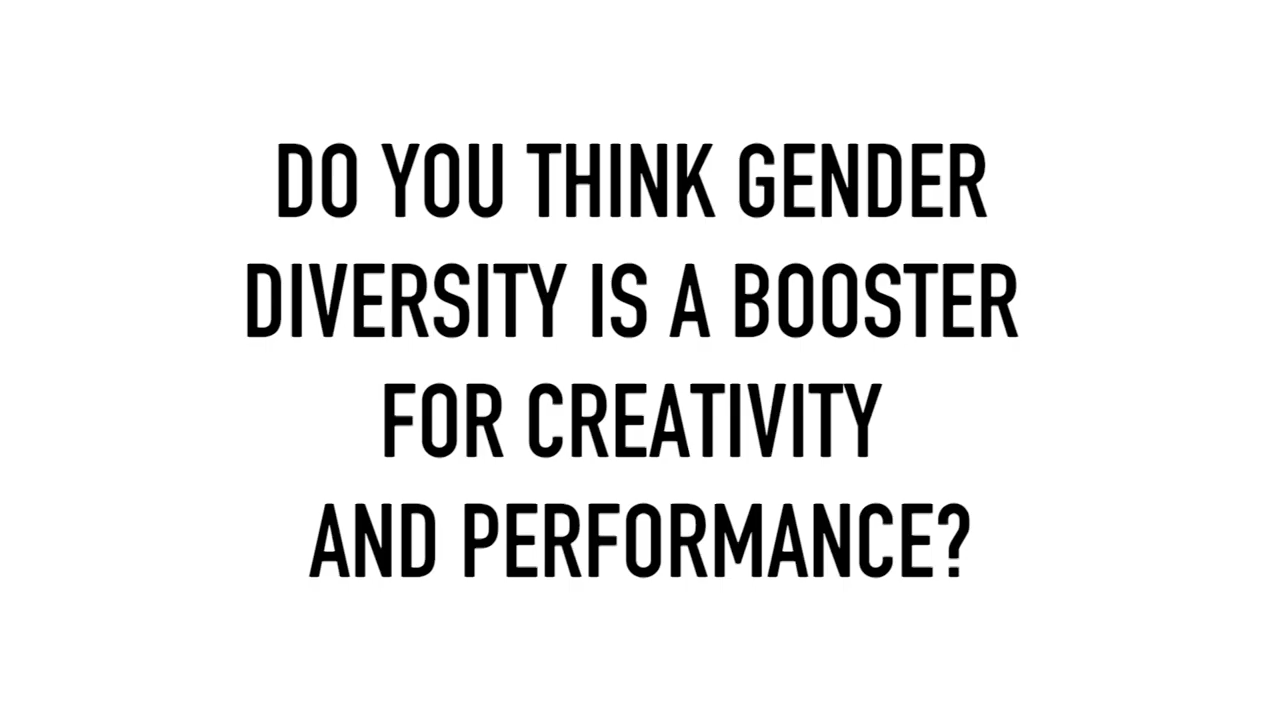 DO YOU THINK GENDER
DIVERSITY IS A BOOSTER
FOR CREATIVITY
AND PERFORMANCE?